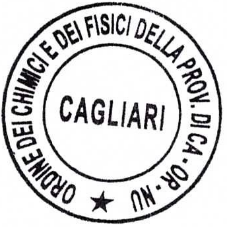 ORDINE DEI CHIMICI E DEI FISICI DELLA PROV. DI CA - OR - NU
CAGLIARI